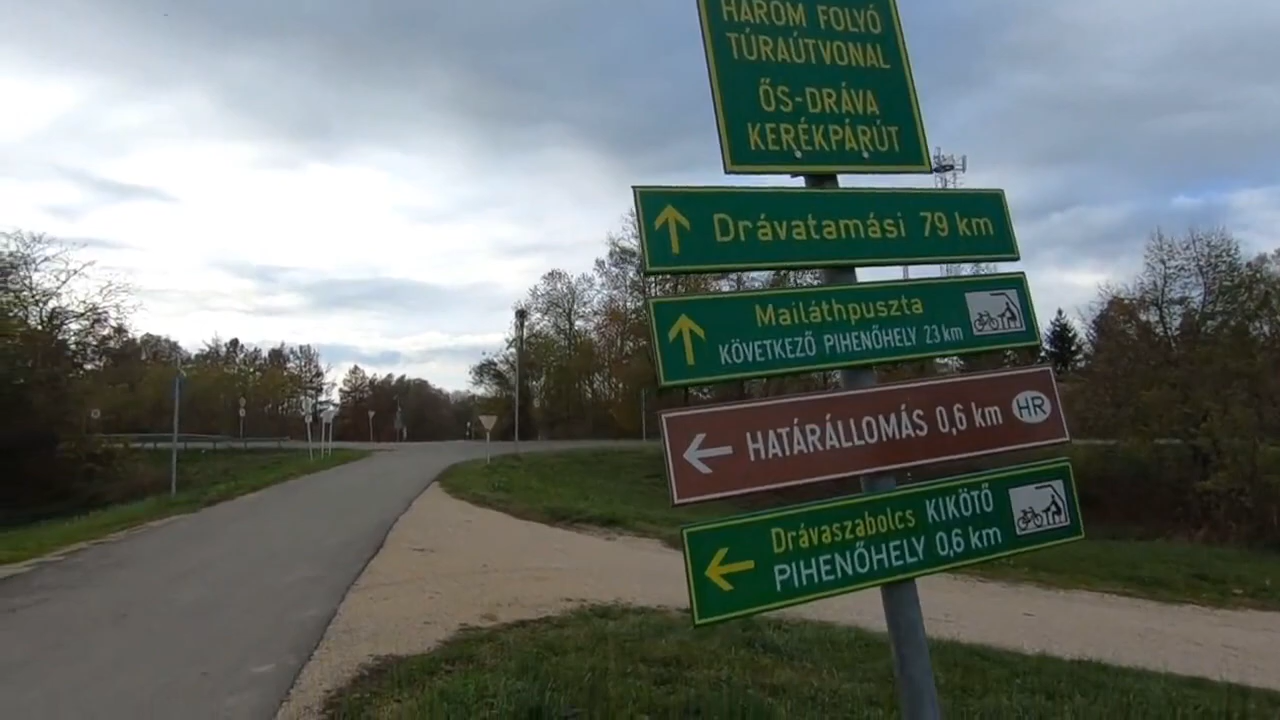 HÁROM FOLYÓ
TÚRAÚTVONAL
ŐS-DRÁVA
KERÉKPÁRÚT
Drávatamási 79 km
Mailáthpuszta
KÖVETKEZŐ PIHENŐHELY 23 km
HATÁRÁLLOMÁS 0,6 km HR
Drávaszabolcs KIKÖTŐ
PIHENŐHELY 0,6 km